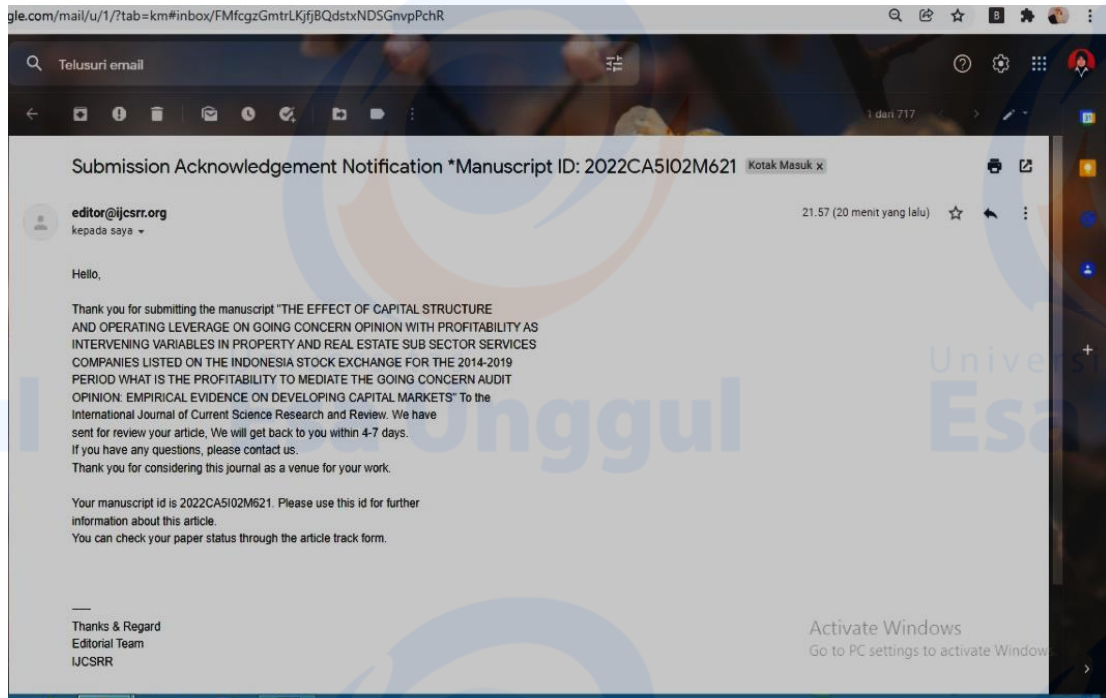 gle.com/mail/u/1/?tab=km#inbox/FMfcgzGmtrLKjfjBQdstxNDSGnvpPchR
B
Telusuri email
1 dari 717
31
Submission Acknowledgement Notification *Manuscript ID: 2022CA5I02M621 Kotak Masuk x
editor@ijcsrr.org 21.57 (20 menit yang lalu)
kepada saya
Hello,
Thank you for submitting the manuscript "THE EFFECT OF CAPITAL STRUCTURE
AND OPERATING LEVERAGE ON GOING CONCERN OPINION WITH PROFITABILITY AS
INTERVENING VARIABLES IN PROPERTY AND REAL ESTATE SUB SECTOR SERVICES
COMPANIES LISTED ON THE INDONESIA STOCK EXCHANGE FOR THE 2014-2019
PERIOD WHAT IS THE PROFITABILITY TO MEDIATE THE GOING CONCERN AUDIT
OPINION: EMPIRICAL EVIDENCE ON DEVELOPING CAPITAL MARKETS" To the
International Journal of Current Science Research and Review. We have
sent for review your article, We will get back to you within 4-7 days.
If you have any questions, please contact us.
Thank you for considering this journal as a venue for your work.
Your manuscript id is 2022CA5I02M621. Please use this id for further
information about this article.
You can check your paper status through the article track form.
Thanks & Regard
Editorial Team
IJCSRR
Activate Windows
Go to PC settings to activate Windows.
Universi
Esa Unggul
Esa